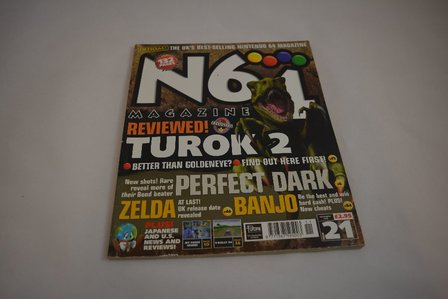 THE UK'S BEST-SELLING NINTENDO 64 MAGAZINE
132
N64
MAGAZINE
REVIEWED!
TUROK 2
BETTER THAN GOLDENEYE? FIND OUT HERE FIRST!
New shots! Rare
reveal more of
their Bond beater
PERFECT DARK
ZELDA
AT LAST!
UK release date
revealed
BANJO
Be the best and win
hard cash! PLUS!
New cheats
PLUS!
JAPANESE
AND U.S.
NEWS AND
REVIEWS!
£2.95
21